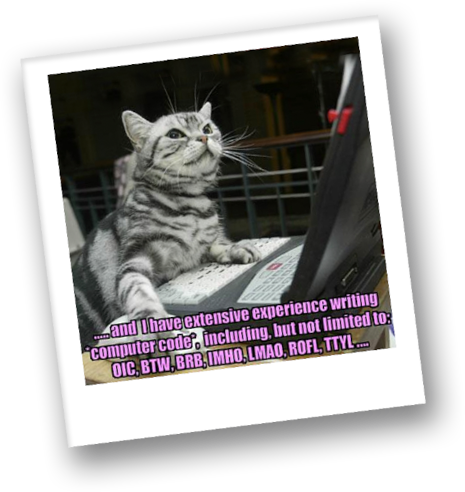 ..... and I have extensive experience writing
"computer code", including, but not limited to:
OIC, BTW, BRB, IMHO, LMAO, ROFL, TTYL ....